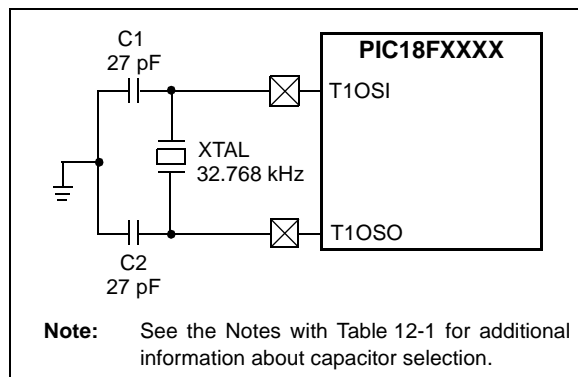 C1
27 pF
PIC18FXXXX
T1OSI
XTAL
32.768 kHz
T1OSO
C2
27 pF
Note: See the Notes with Table 12-1 for additional
information about capacitor selection.